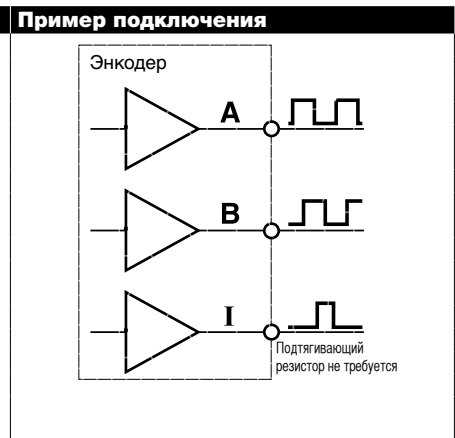 Пример подключения
Энкодер
A
B
I
Подтягивающий
резистор не требуется